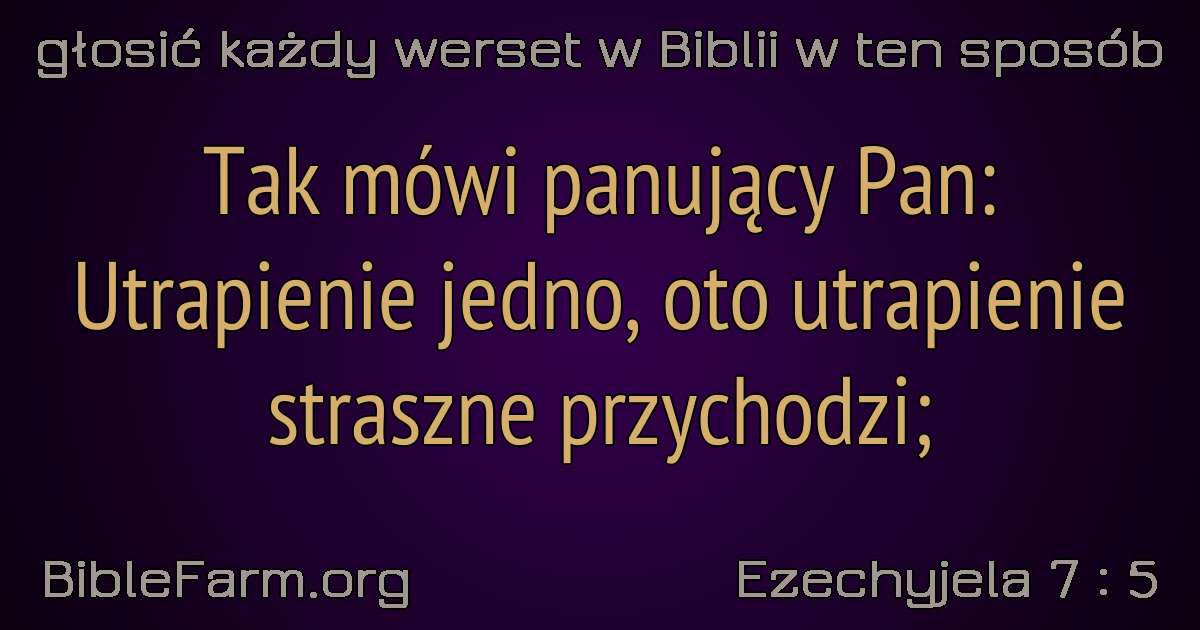 głosić każdy werset w Biblii w ten sposób
Tak mówi panujący Pan:
Utrapienie jedno, oto utrapienie
straszne przychodzi;
BibleFarm.org
Ezechyjela 7 : 5